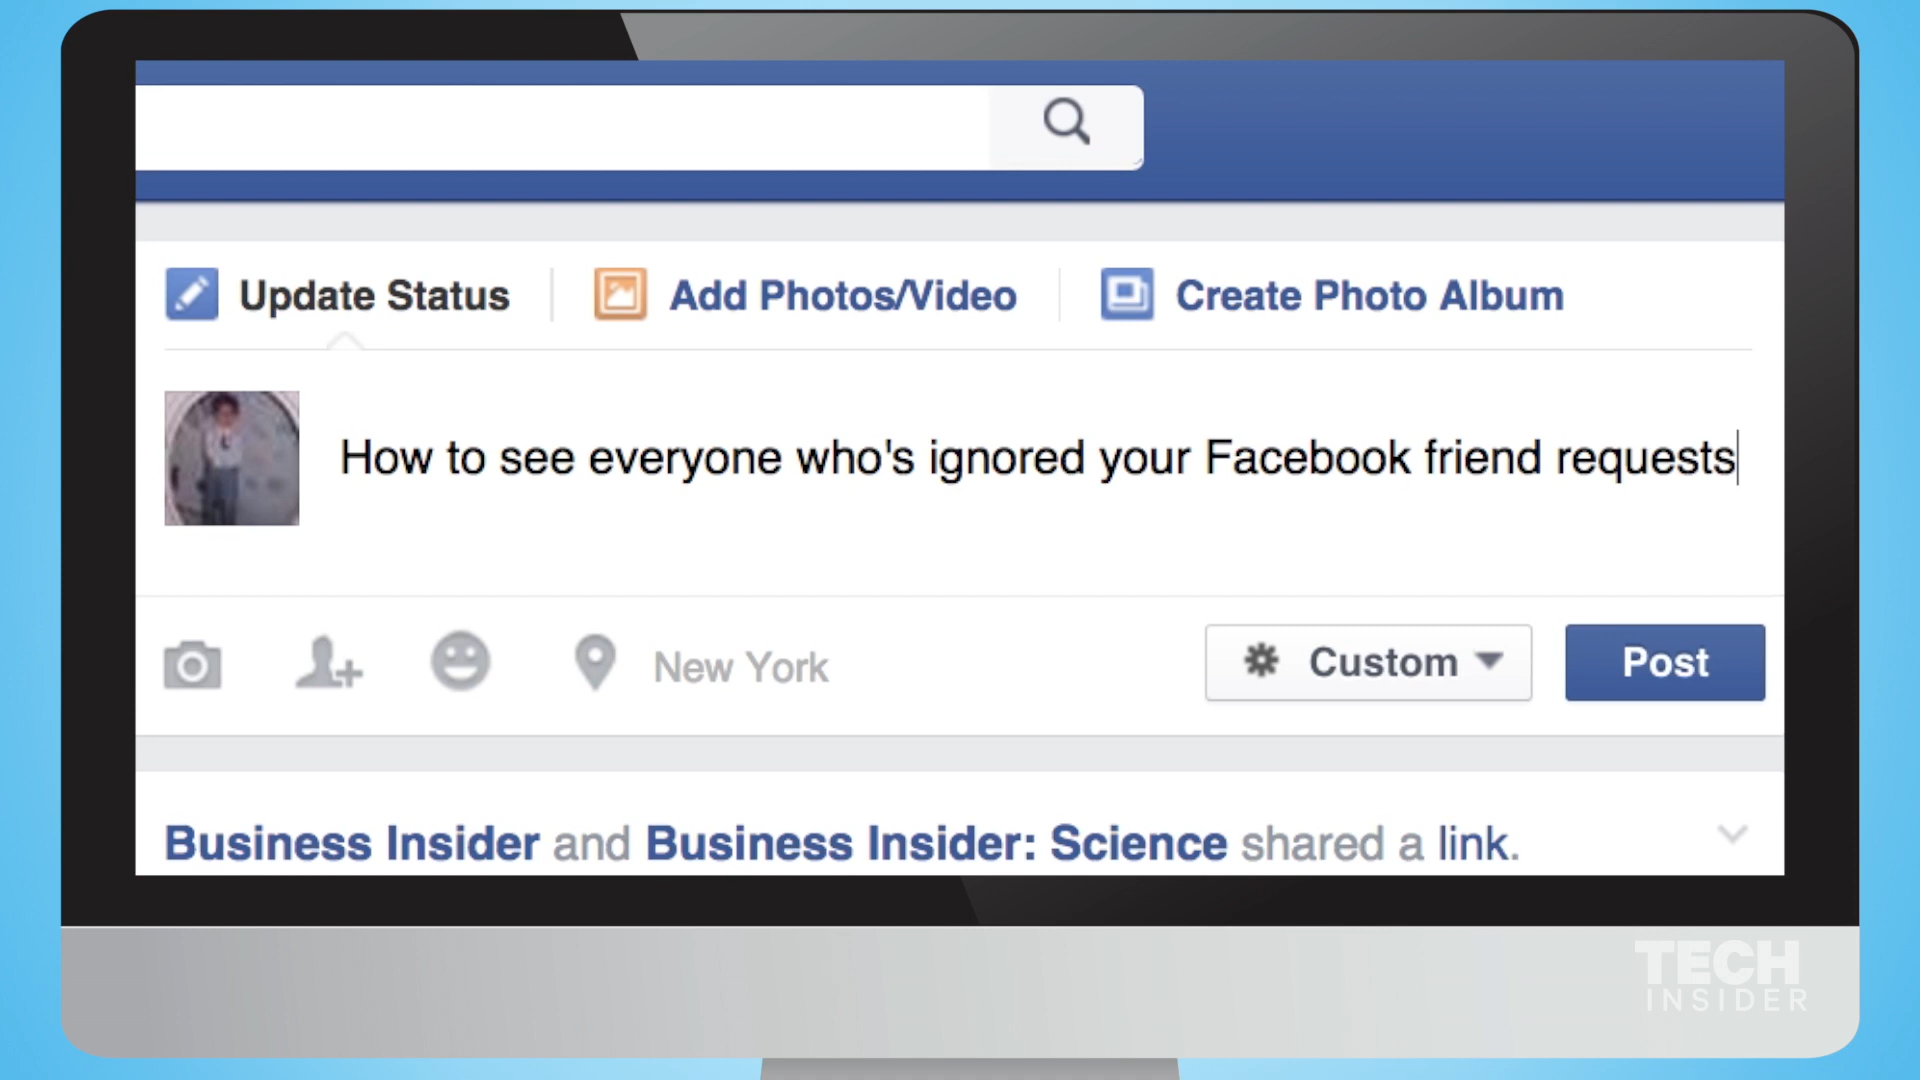 Update Status
Add Photos/Video
Create Photo Album
How to see everyone who's ignored your Facebook friend requests
New York
Custom
Post
Business Insider and Business Insider: Science shared a link.
TECH
INSIDER